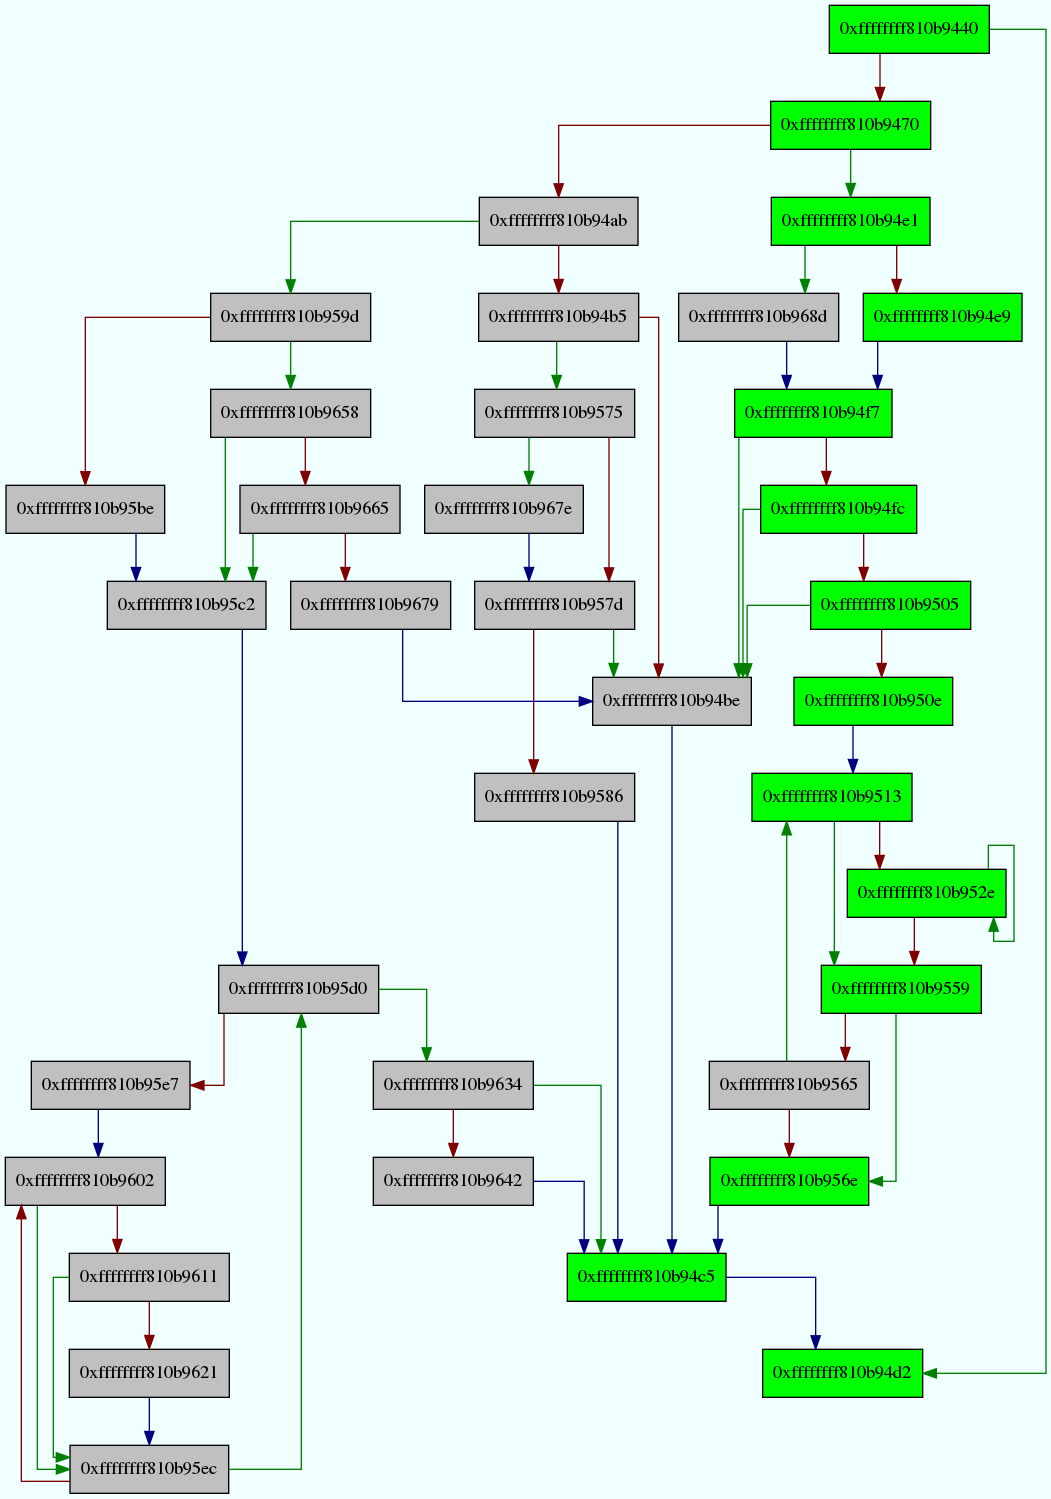 0xffffffff810b9440
0xffffffff810b9470
0xffffffff810b94ab
0xffffffff810b94e1
0xffffffff810b959d
0xffffffff810b94b5
0xffffffff810b968d
0xffffffff810b94e9
0xffffffff810b9658
0xffffffff810b9575
0xffffffff810b94f7
0xffffffff810b95be
0xffffffff810b9665
0xffffffff810b967e
0xffffffff810b94fc
0xffffffff810b95c2
0xffffffff810b9679
0xffffffff810b957d
0xffffffff810b9505
0xffffffff810b94be
0xffffffff810b950e
0xffffffff810b9586
0xffffffff810b9513
0xffffffff810b952e
0xffffffff810b95d0
0xffffffff810b9559
0xffffffff810b95e7
0xffffffff810b9634
0xffffffff810b9565
0xffffffff810b9602
0xffffffff810b9642
0xffffffff810b956e
0xffffffff810b9611
0xffffffff810b94c5
0xffffffff810b9621
0xffffffff810b94d2
0xffffffff810b95ec